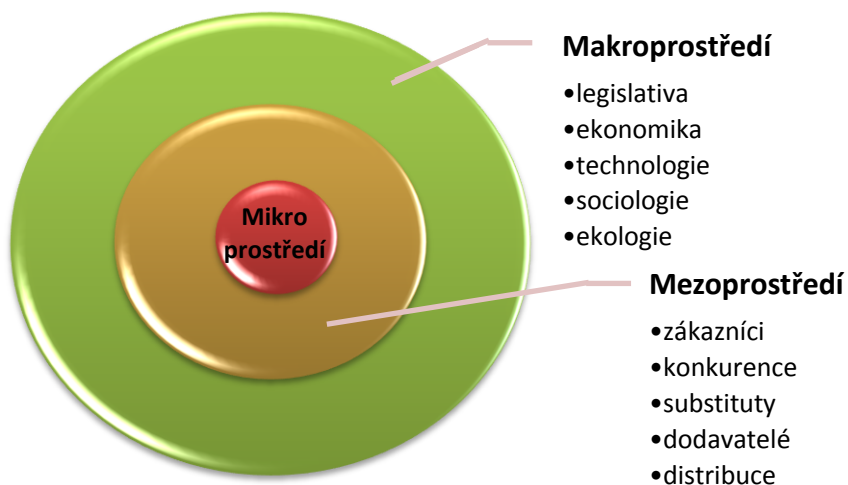 Makroprostředí
•legislativa
•ekonomika
•technologie
•sociologie
•ekologie
Mikro
prostředí
Mezoprostředí
•zákazníci
•konkurence
•substituty
•dodavatelé
•distribuce